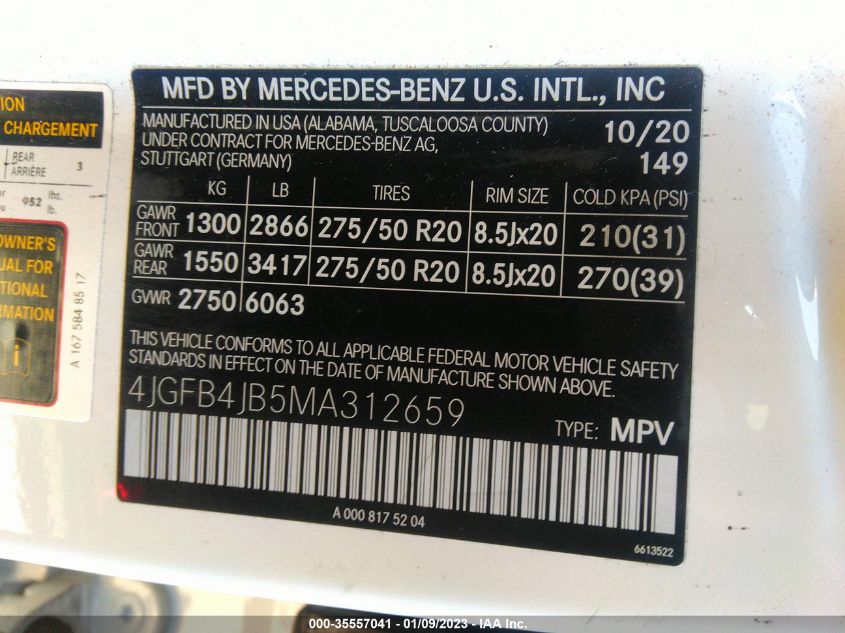 MFD BY MERCEDES-BENZ U.S. INTL., INC
MANUFACTURED IN USA (ALABAMA, TUSCALOOSA COUNTY)
UNDER CONTRACT FOR MERCEDES-BENZ AG,
STUTTGART (GERMANY)
10/20
149
KG LB TIRES RIM SIZE COLD KPA (PSI)
GAWR FRONT 1300 2866 275/50 R20 8.5Jx20 210(31)
GAWR REAR 1550 3417 275/50 R20 8.5Jx20 270(39)
GVWR 2750 6063
THIS VEHICLE CONFORMS TO ALL APPLICABLE FEDERAL MOTOR VEHICLE SAFETY
STANDARDS IN EFFECT ON THE DATE OF MANUFACTURE SHOWN ABOVE.
4JGFB4JB5MA312659
TYPE: MPV
A 000 817 52 04
6613522
CHARGEMENT
REAR 3
ARRIÈRE
952 lbs.
lb.
OWNER'S
FOR
i
A 167 584 85 17
000-35557041 - 01/09/2023 - IAA Inc.